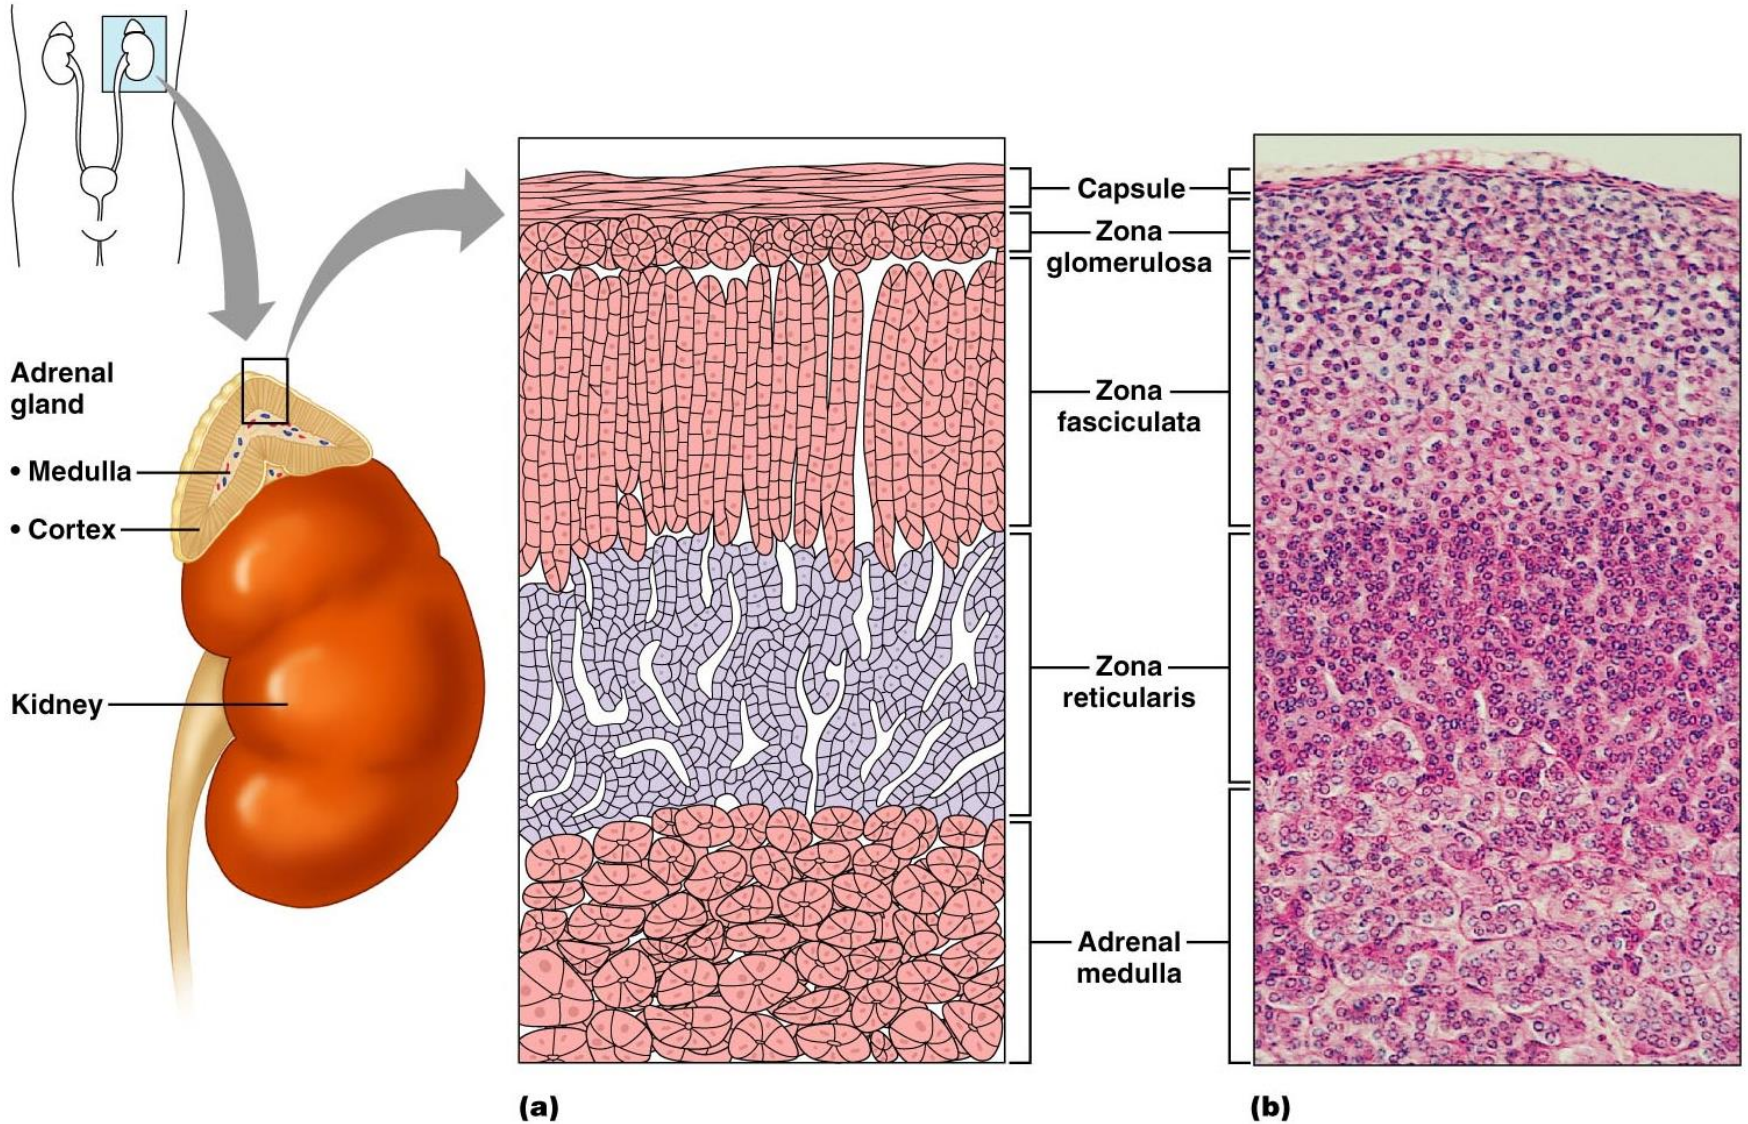 Adrenal
gland
• Medulla
• Cortex
Kidney
Capsule
Zona
glomerulosa
Zona
fasciculata
Zona
reticularis
Adrenal
medulla
(a)
(b)